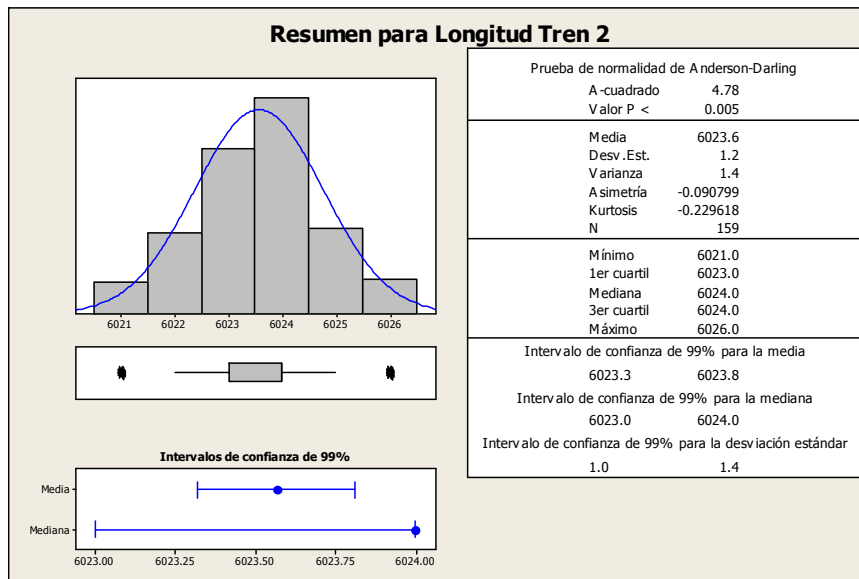 Resumen para Longitud Tren 2
6021 6022 6023 6024 6025 6026
Intervalos de confianza de 99%
Media
Mediana
6023.00 6023.25 6023.50 6023.75 6024.00
Prueba de normalidad de Anderson-Darling
A-cuadrado 4.78
Valor P < 0.005
Media 6023.6
Desv.Est. 1.2
Varianza 1.4
Asimetría -0.090799
Kurtosis -0.229618
N 159
Mínimo 6021.0
1er cuartil 6023.0
Mediana 6024.0
3er cuartil 6024.0
Máximo 6026.0
Intervalo de confianza de 99% para la media
6023.3 6023.8
Intervalo de confianza de 99% para la mediana
6023.0 6024.0
Intervalo de confianza de 99% para la desviación estándar
1.0 1.4